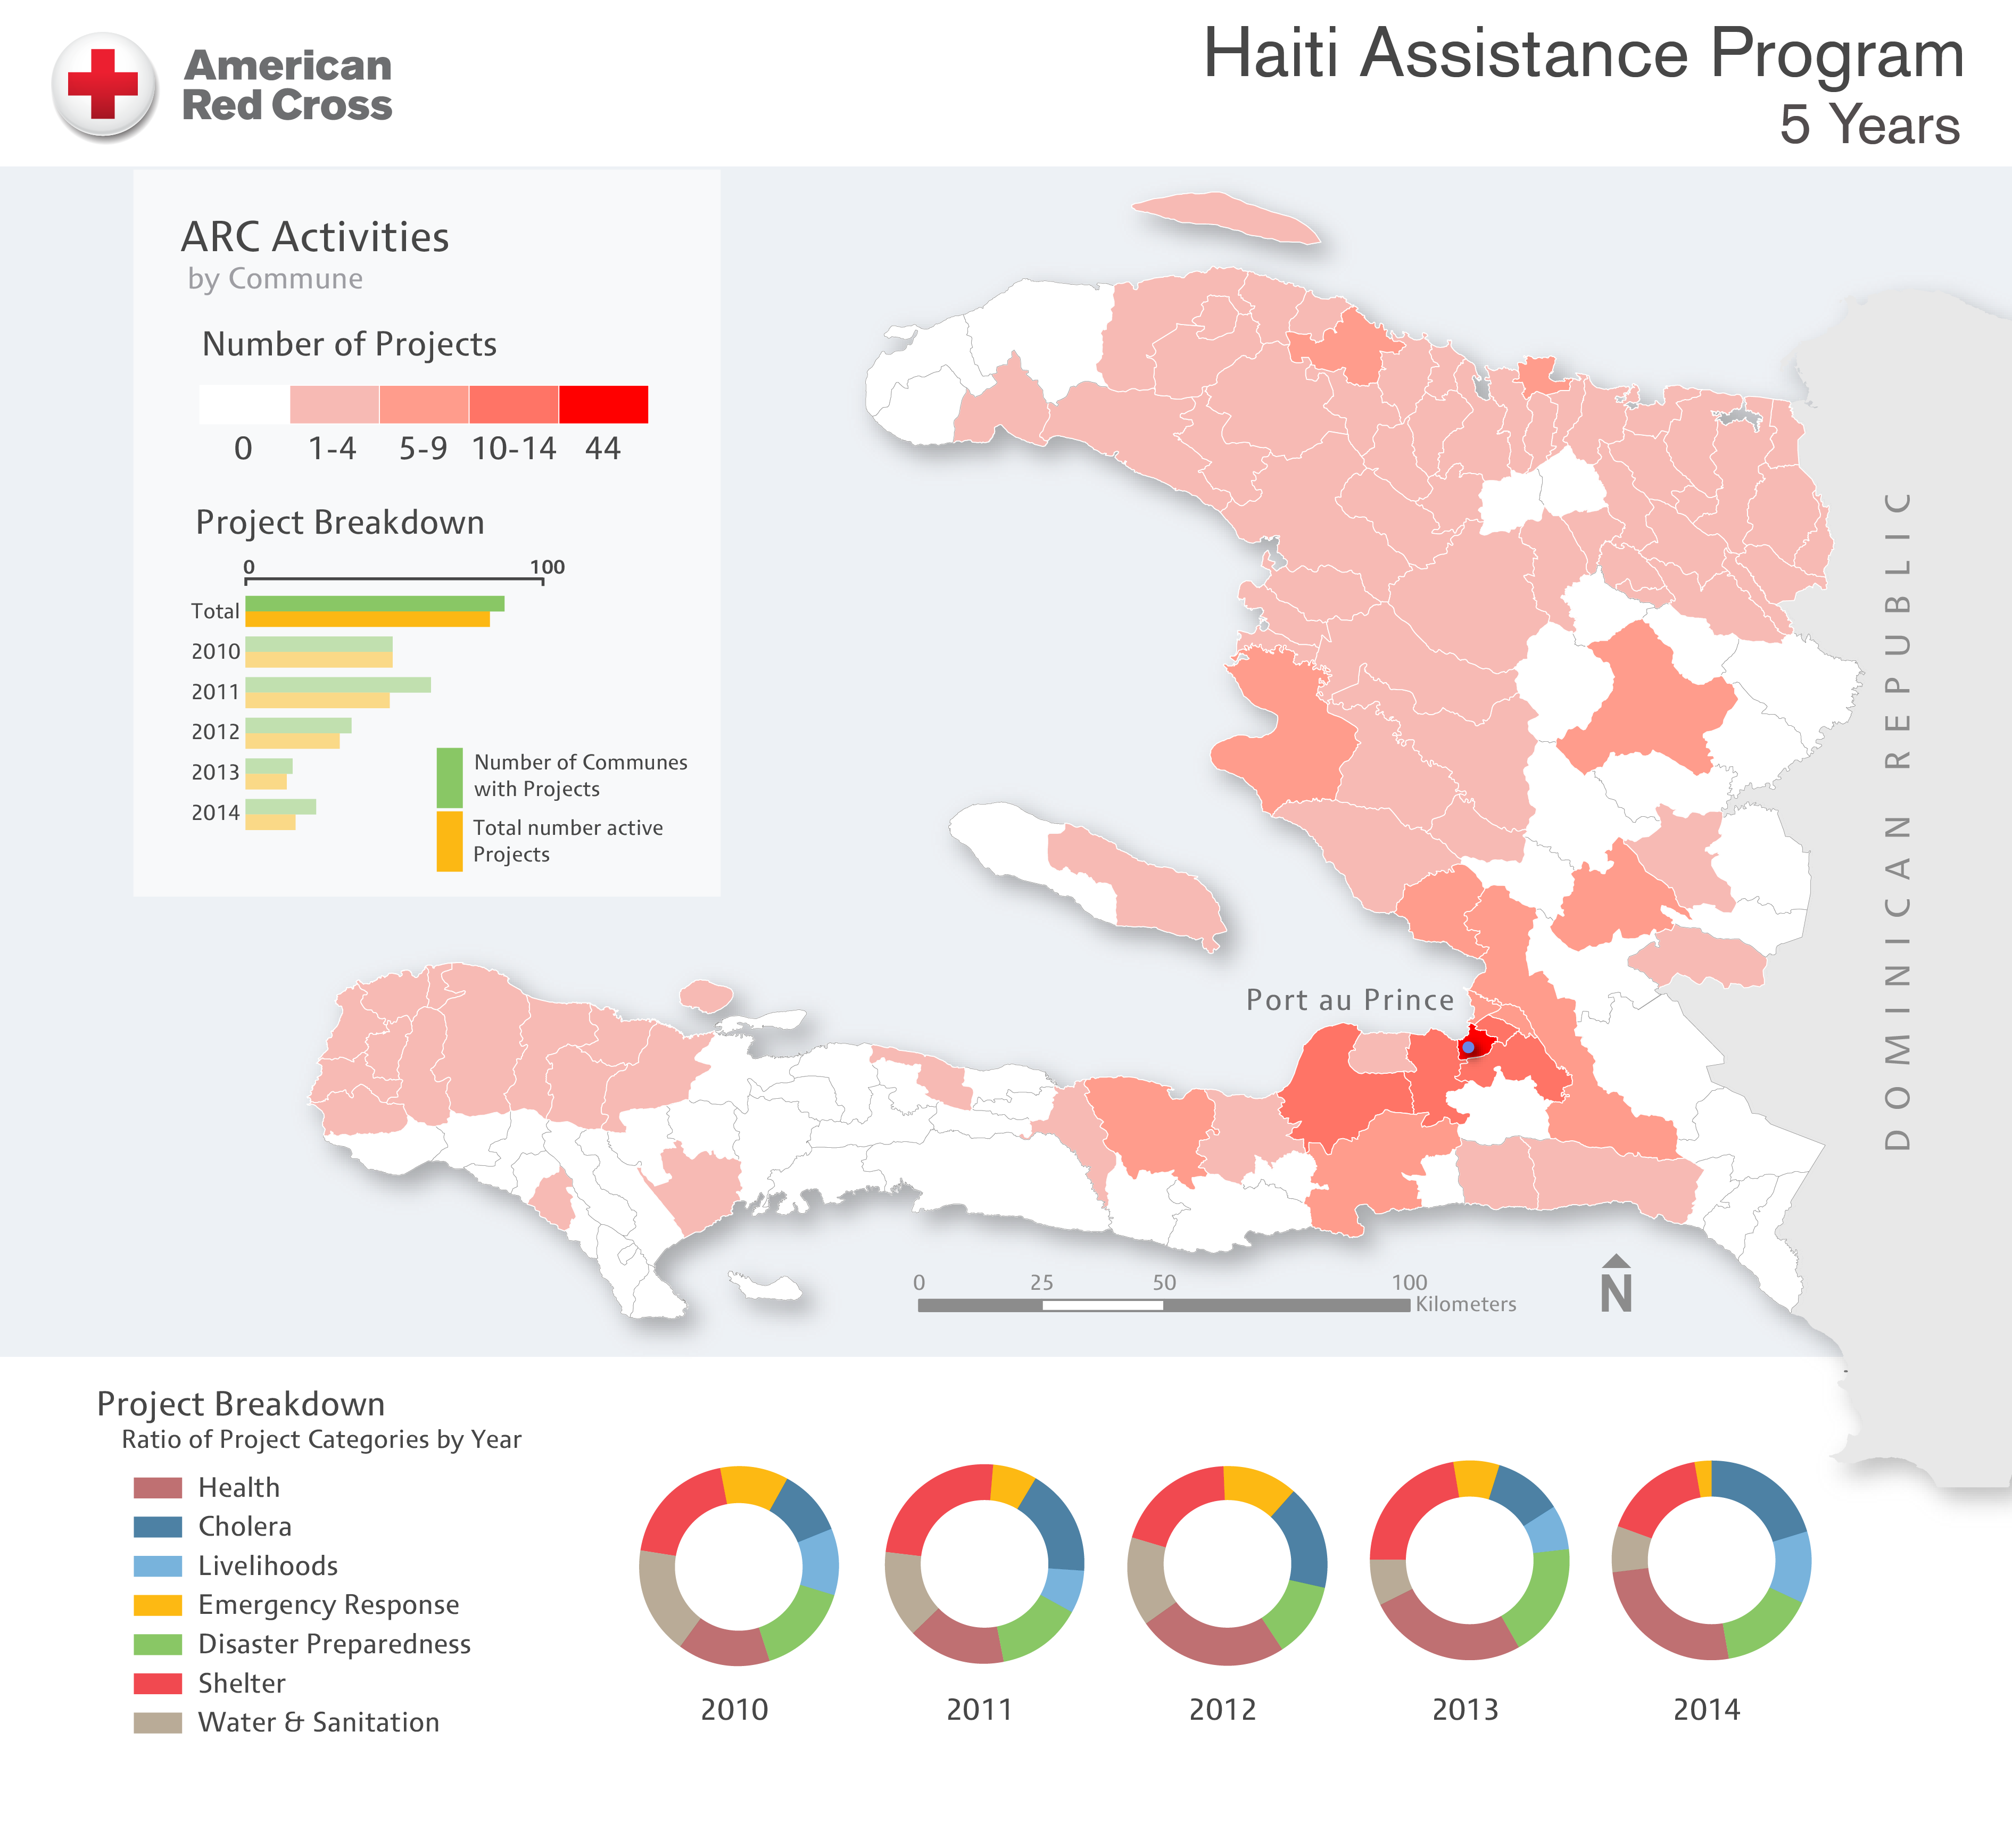 American
Red Cross
Haiti Assistance Program
5 Years
ARC Activities
by Commune
Number of Projects
0 1-4 5-9 10-14 44
Project Breakdown
0 100
Total
2010
2011
2012
2013
2014
Number of Communes
with Projects
Total number active
Projects
Port au Prince
DOMINICAN REPUBLIC
0 25 50 100
Kilometers
N
Project Breakdown
Ratio of Project Categories by Year
Health
Cholera
Livelihoods
Emergency Response
Disaster Preparedness
Shelter
Water & Sanitation
2010 2011 2012 2013 2014